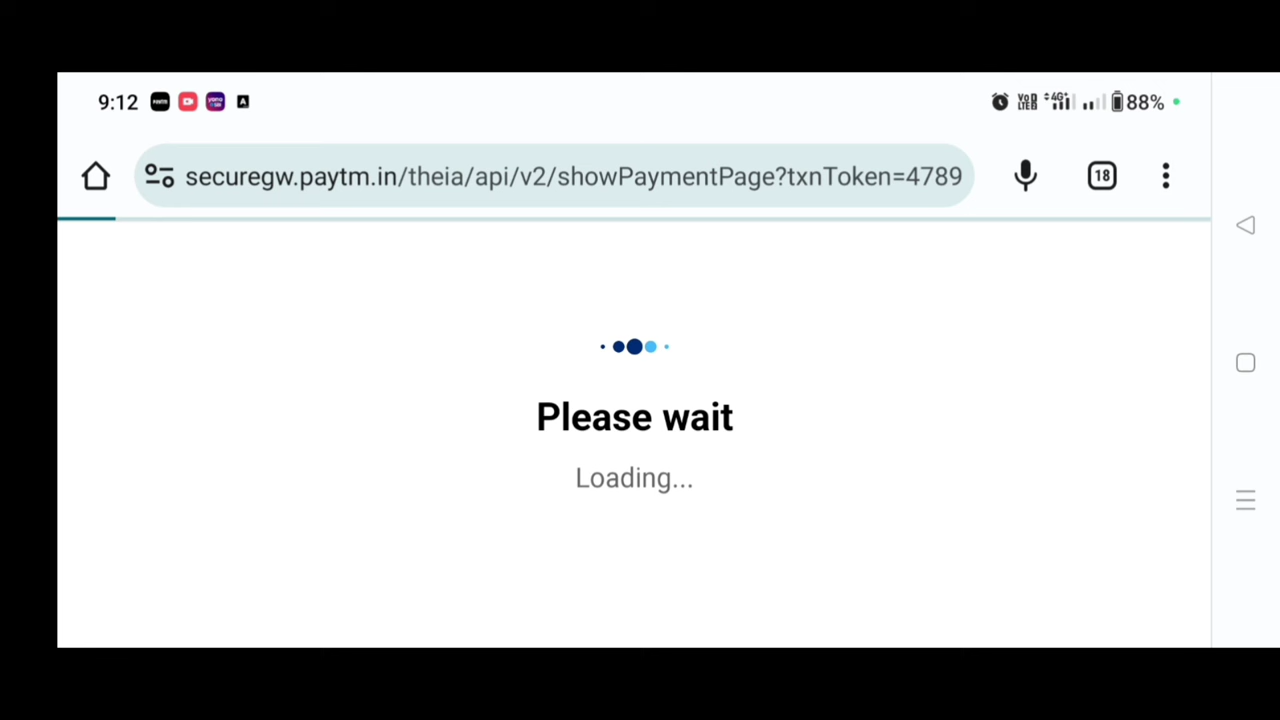 9:12 88%
securegw.paytm.in/theia/api/v2/showPaymentPage?txnToken=4789 18
Please wait
Loading...